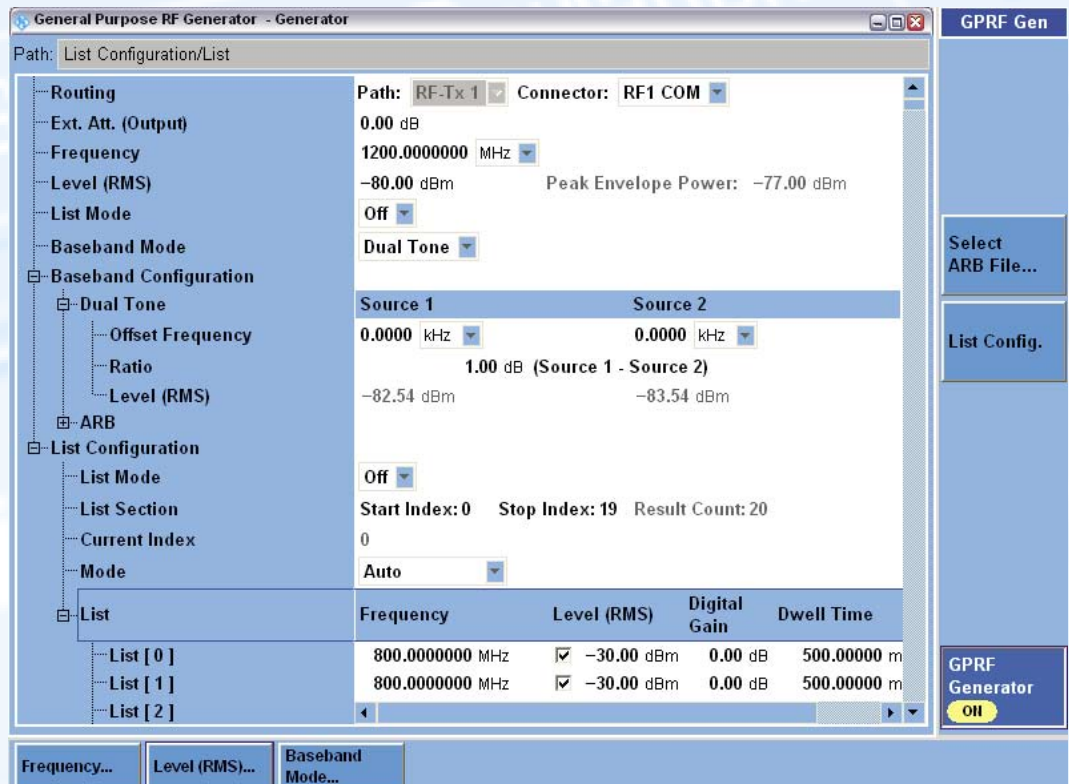 General Purpose RF Generator - Generator
GPRF Gen
Path: List Configuration/List
Routing Path: RF-Tx 1 Connector: RF1 COM
Ext. Att. (Output) 0.00 dB
Frequency 1200.0000000 MHz
Level (RMS) −80.00 dBm Peak Envelope Power: −77.00 dBm
List Mode Off
Baseband Mode Dual Tone
Baseband Configuration
Dual Tone Source 1 Source 2
Offset Frequency 0.0000 kHz 0.0000 kHz
Ratio 1.00 dB (Source 1 - Source 2)
Level (RMS) −82.54 dBm −83.54 dBm
ARB
List Configuration
List Mode Off
List Section Start Index: 0 Stop Index: 19 Result Count: 20
Current Index 0
Mode Auto
List Frequency Level (RMS) Digital Gain Dwell Time
List [ 0 ] 800.0000000 MHz −30.00 dBm 0.00 dB 500.00000 m
List [ 1 ] 800.0000000 MHz −30.00 dBm 0.00 dB 500.00000 m
List [ 2 ]
Select
ARB File...
List Config.
GPRF
Generator
ON
Frequency...
Level (RMS)...
Baseband
Mode...